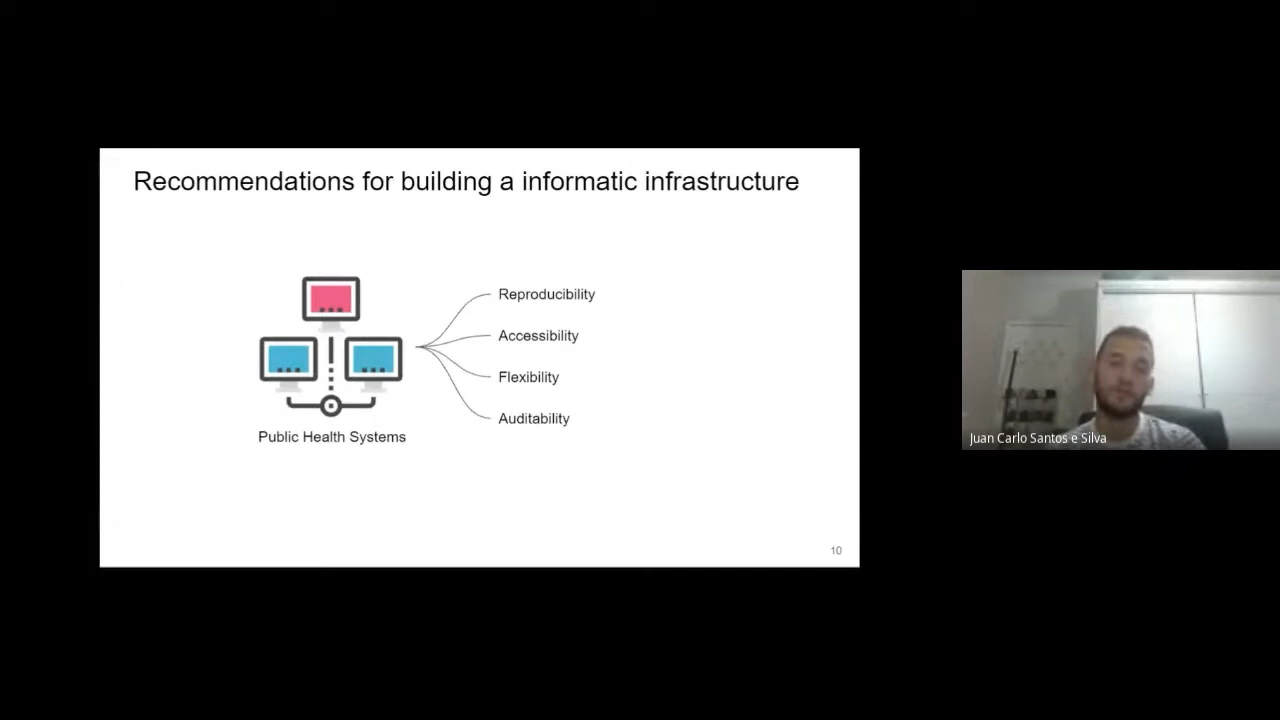 Recommendations for building a informatic infrastructure
Reproducibility
Accessibility
Flexibility
Auditability
Public Health Systems
10
Juan Carlo Santos e Silva